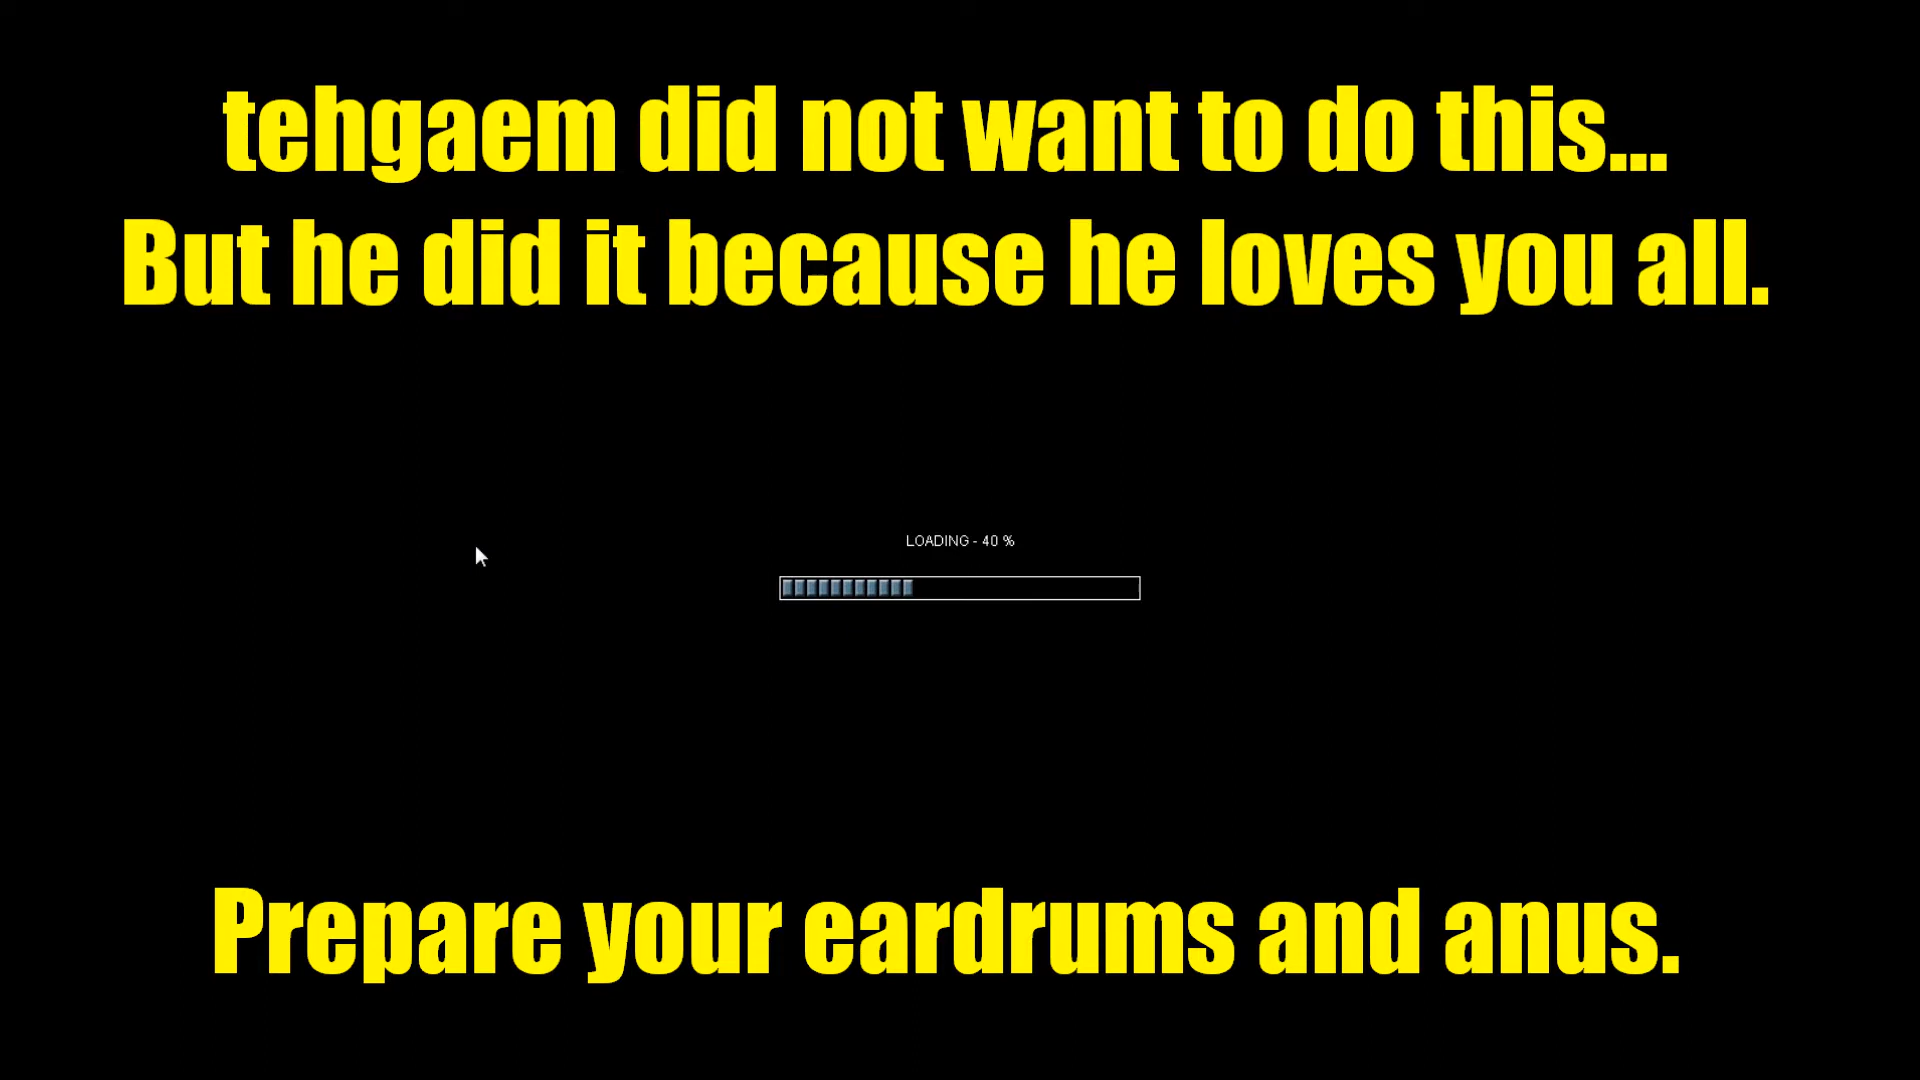 tehgaem did not want to do this...
But he did it because he loves you all.
LOADING - 40 %
Prepare your eardrums and anus.